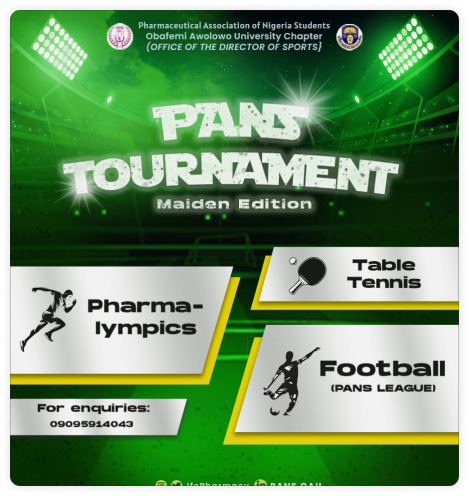 Pharmaceutical Association of Nigeria Students
Obafemi Awolowo University Chapter
(OFFICE OF THE DIRECTOR OF SPORTS}
PANS
TOURNAMENT
Maiden Edition
Table
Tennis
Pharma-
lympics
Football
(PANS LEAGUE)
For enquiries:
09095914043
IfePharmacy
PANS OAU